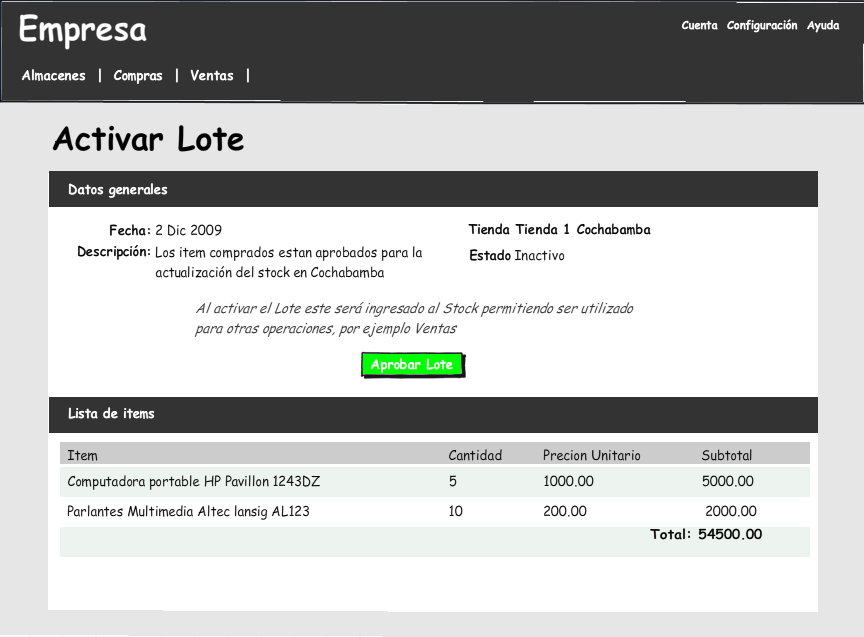 Empresa
Cuenta Configuración Ayuda
Almacenes | Compras | Ventas |
Activar Lote
Datos generales
Fecha: 2 Dic 2009
Tienda Tienda 1 Cochabamba
Descripción: Los item comprados estan aprobados para la
actualización del stock en Cochabamba
Estado Inactivo
Al activar el Lote este será ingresado al Stock permitiendo ser utilizado
para otras operaciones, por ejemplo Ventas
Aprobar Lote
Lista de items
Item Cantidad Precion Unitario Subtotal
Computadora portable HP Pavillon 1243DZ 5 1000.00 5000.00
Parlantes Multimedia Altec lansig AL123 10 200.00 2000.00
Total: 54500.00